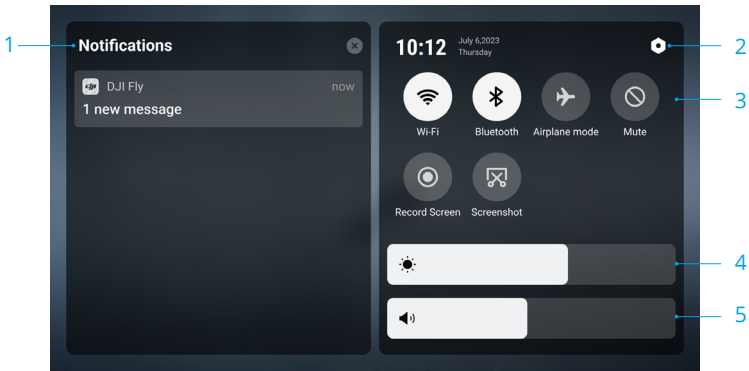 1
Notifications
dji
DJI Fly
now
1 new message
10:12
July 6,2023
Thursday
2
3
Wi-Fi
Bluetooth
Airplane mode
Mute
Record Screen
Screenshot
4
5